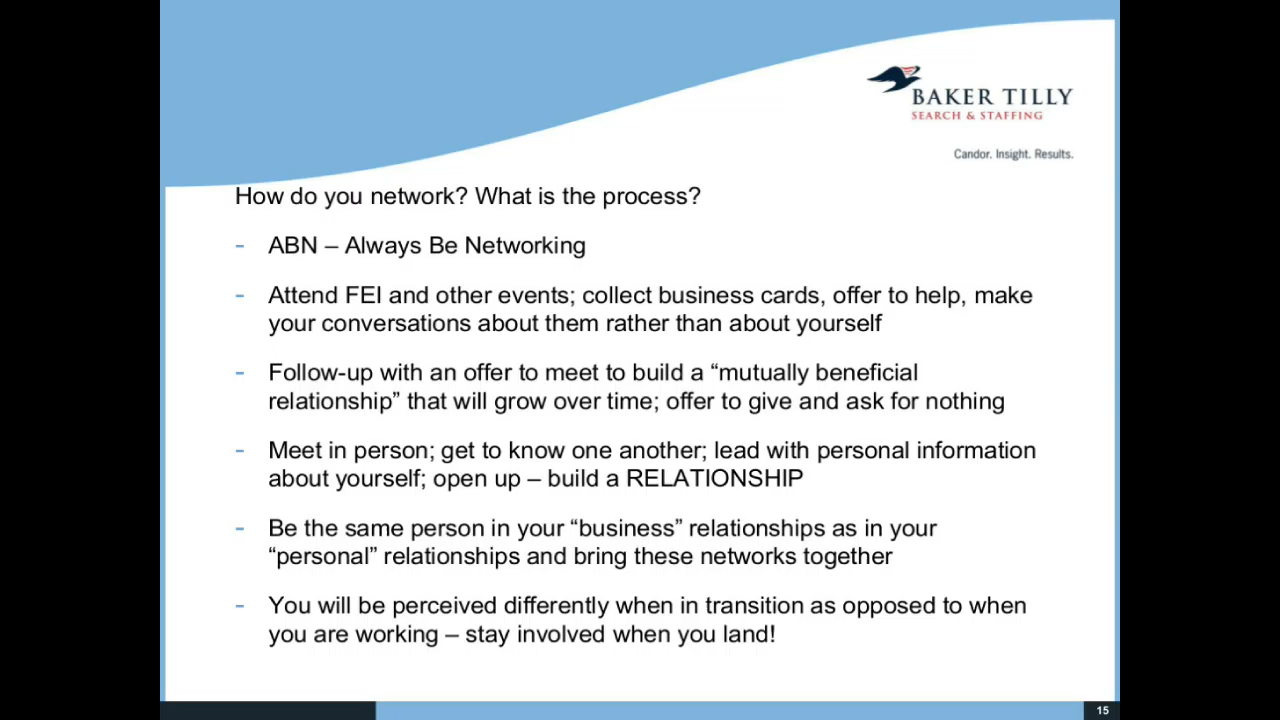 BAKER TILLY
SEARCH & STAFFING
Candor. Insight. Results.
How do you network? What is the process?
- ABN – Always Be Networking
- Attend FEI and other events; collect business cards, offer to help, make
your conversations about them rather than about yourself
- Follow-up with an offer to meet to build a “mutually beneficial
relationship” that will grow over time; offer to give and ask for nothing
- Meet in person; get to know one another; lead with personal information
about yourself; open up – build a RELATIONSHIP
- Be the same person in your “business” relationships as in your
“personal” relationships and bring these networks together
- You will be perceived differently when in transition as opposed to when
you are working – stay involved when you land!
15